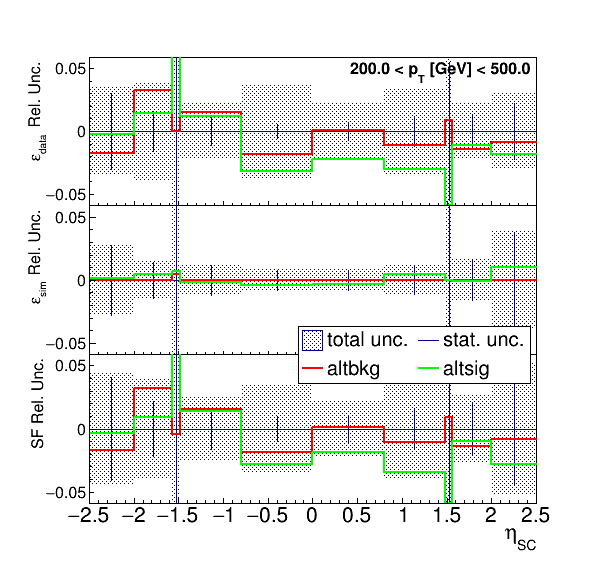 200.0 < p_T [GeV] < 500.0
ε_data Rel. Unc.
0.05
0
−0.05
ε_sim Rel. Unc.
0.05
0
−0.05
total unc. stat. unc.
altbkg altsig
SF Rel. Unc.
0.05
0
−0.05
−2.5 −2 −1.5 −1 −0.5 0 0.5 1 1.5 2 2.5
η_SC